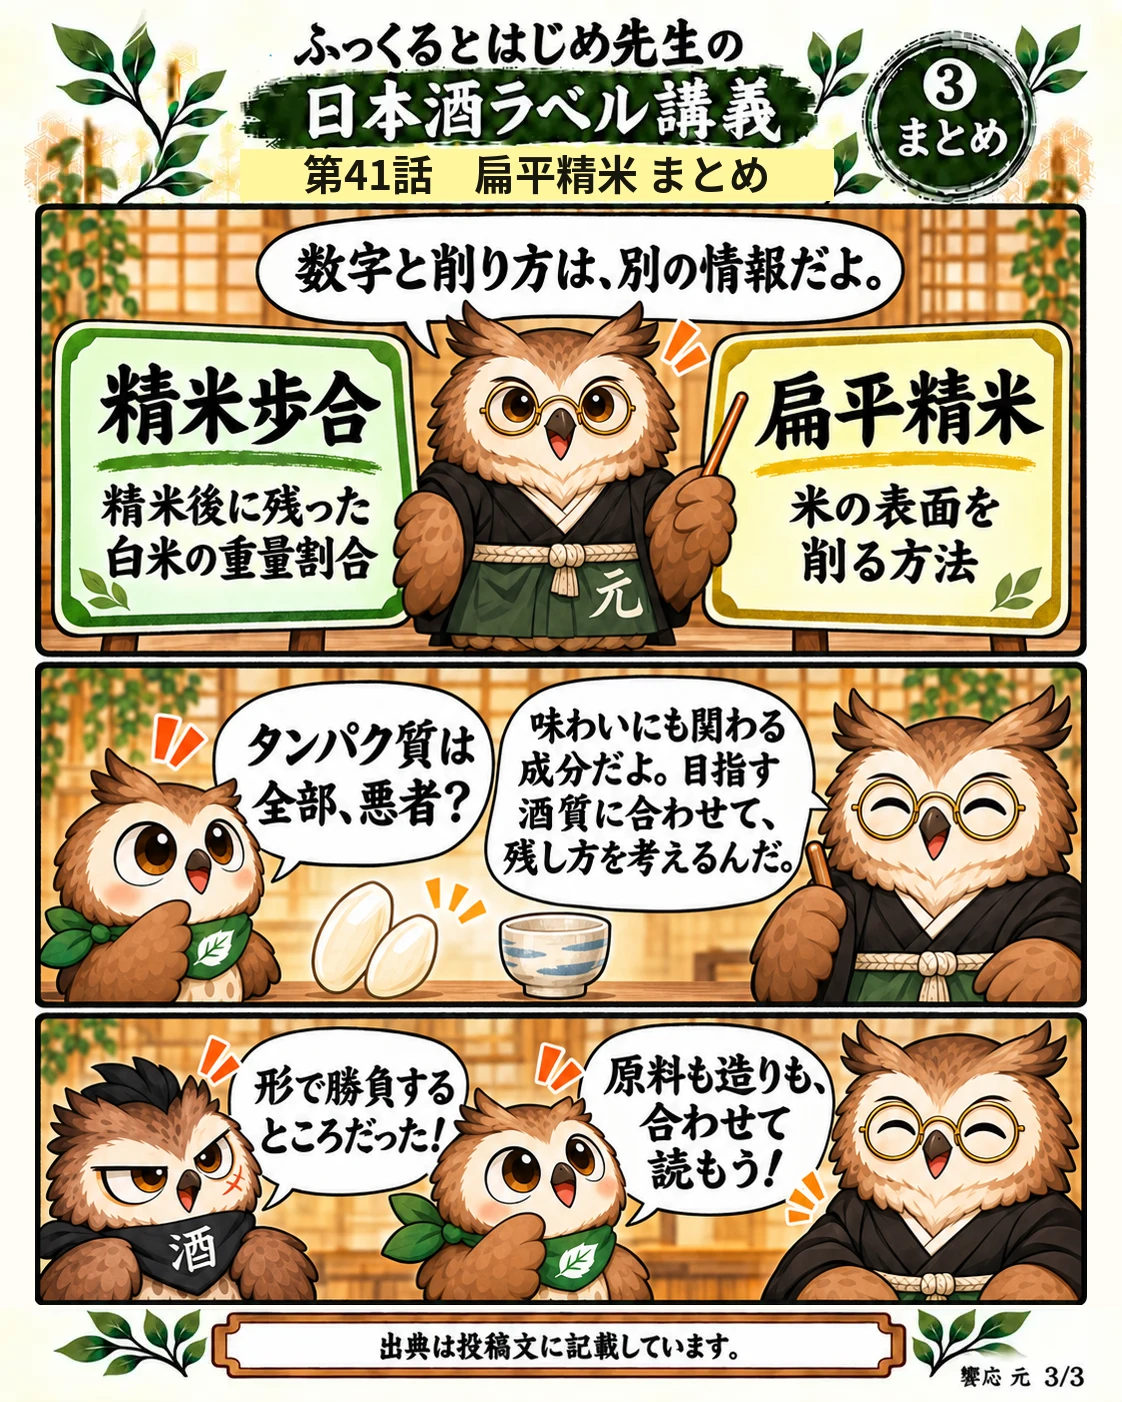 ふっくるとはじめ先生の
日本酒ラベル講義
3
まとめ
第41話 扁平精米 まとめ
数字と削り方は、別の情報だよ。
精米歩合
精米後に残った
白米の重量割合
元
扁平精米
米の表面を
削る方法
タンパク質は
全部、悪者?
味わいにも関わる
成分だよ。目指す
酒質に合わせて、
残し方を考えるんだ。
形で勝負する
ところだった!
酒
原料も造りも、
合わせて
読もう!
出典は投稿文に記載しています。
饗応 元 3/3